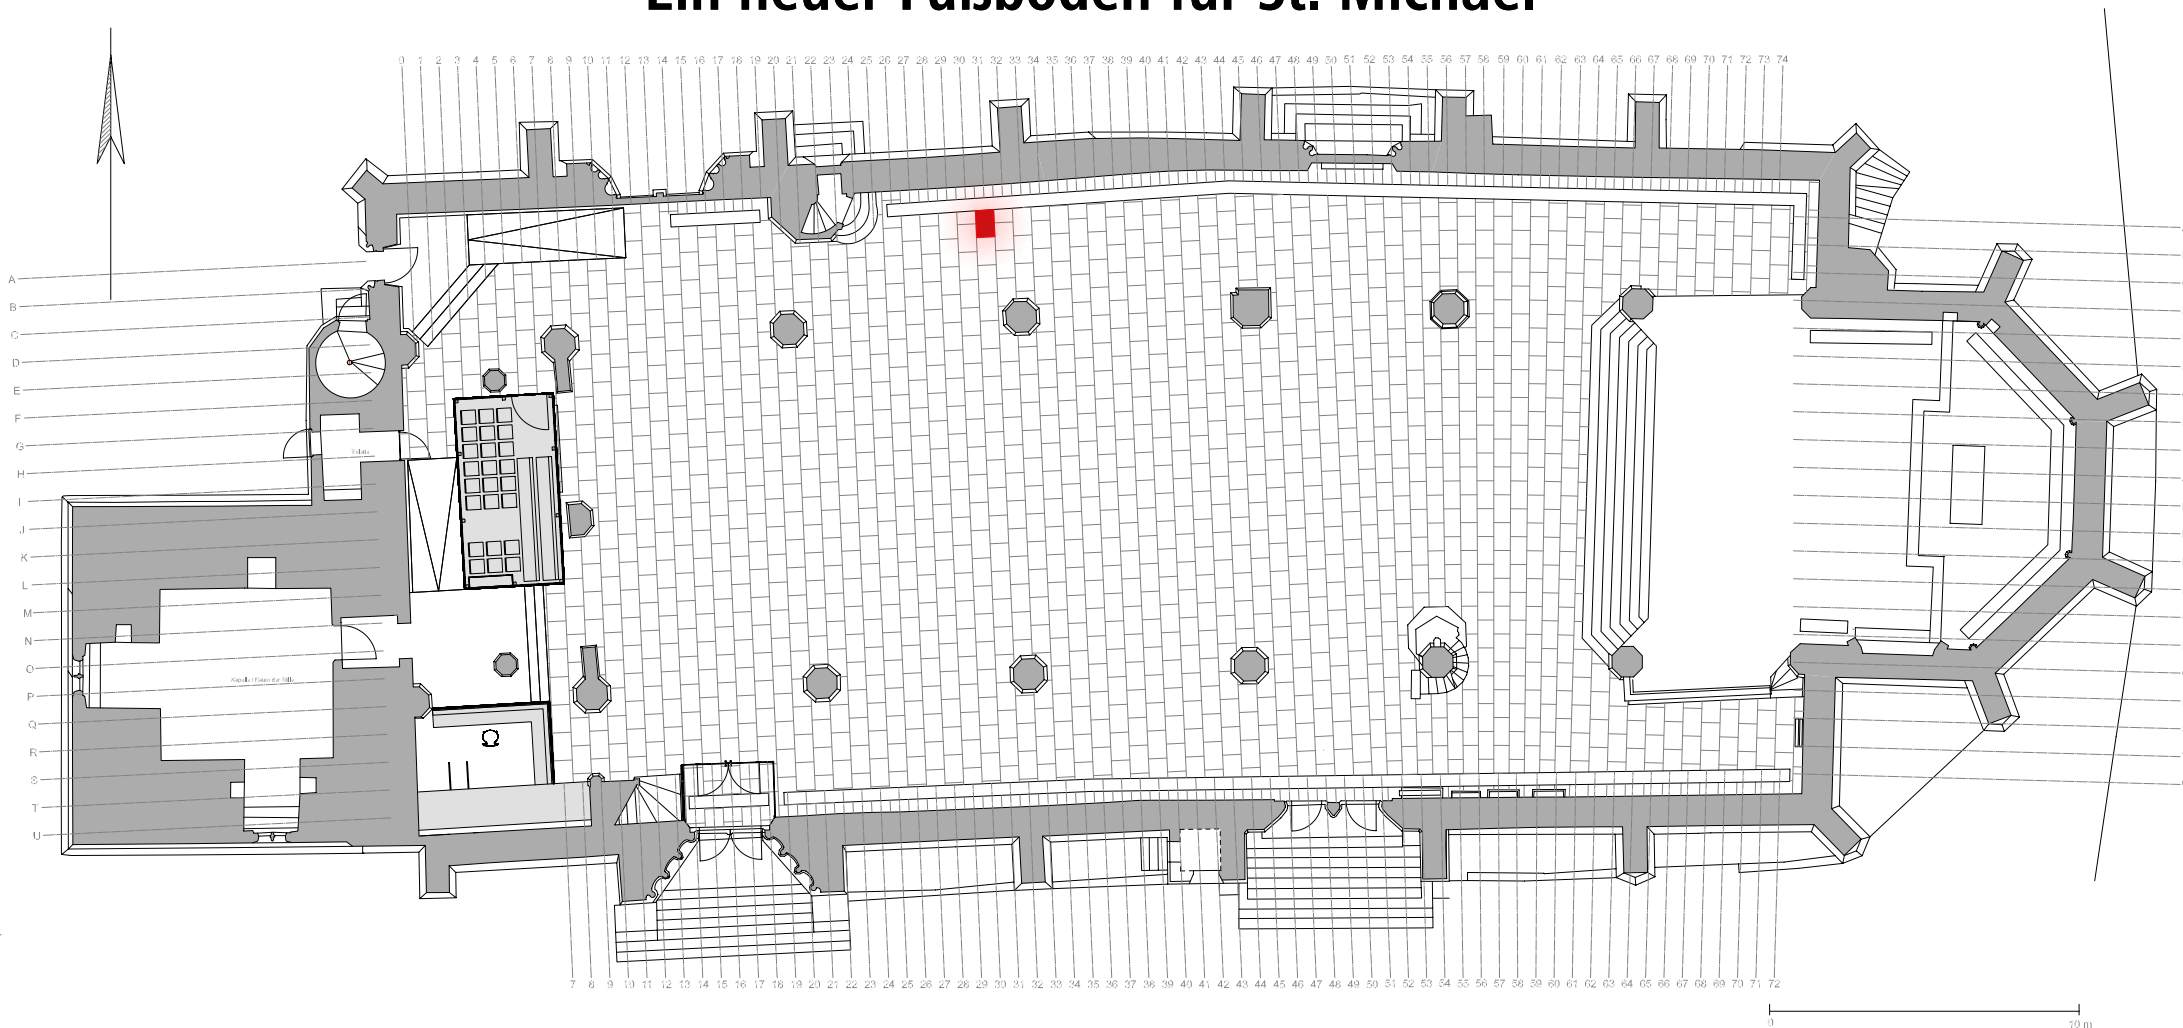 Ein neuer Fußboden für St. Michael
0 1 2 3 4 5 6 7 8 9 10 11 12 13 14 15 16 17 18 19 20 21 22 23 24 25 26 27 28 29 30 31 32 33 34 35 36 37 38 39 40 41 42 43 44 45 46 47 48 49 50 51 52 53 54 55 56 57 58 59 60 61 62 63 64 65 66 67 68 69 70 71 72 73 74
A
B
C
D
E
F
G
H
I
J
K
L
M
N
O
P
Q
R
S
T
U
7 8 9 10 11 12 13 14 15 16 17 18 19 20 21 22 23 24 25 26 27 28 29 30 31 32 33 34 35 36 37 38 39 40 41 42 43 44 45 46 47 48 49 50 51 52 53 54 55 56 57 58 59 60 61 62 63 64 65 66 67 68 69 70 71 72
0 10 m